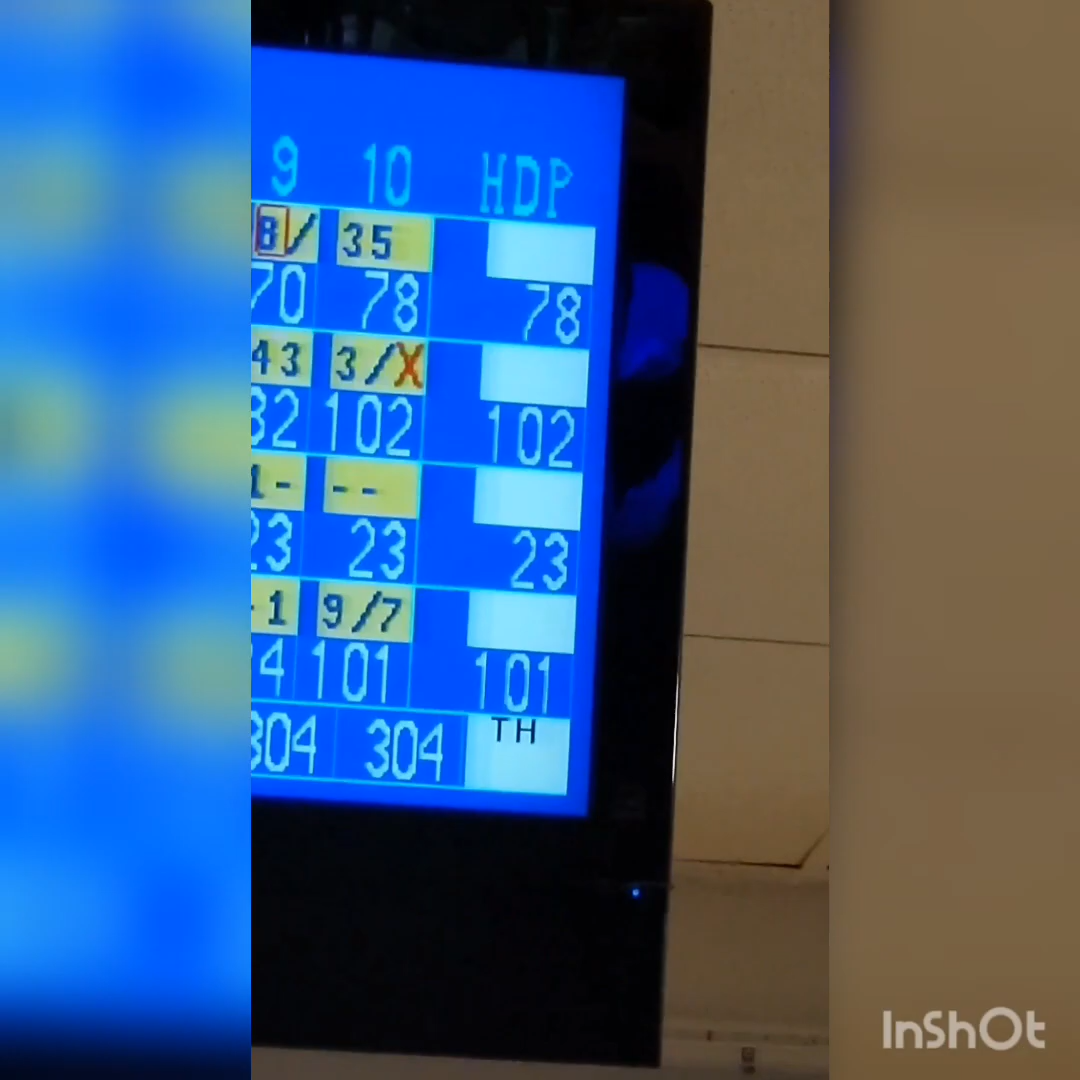 9 10 HDP
8/ 35
70 78 78
43 3/X
82 102 102
1- --
23 23 23
-1 9/7
4 101 101
304 304 TH
InShOt